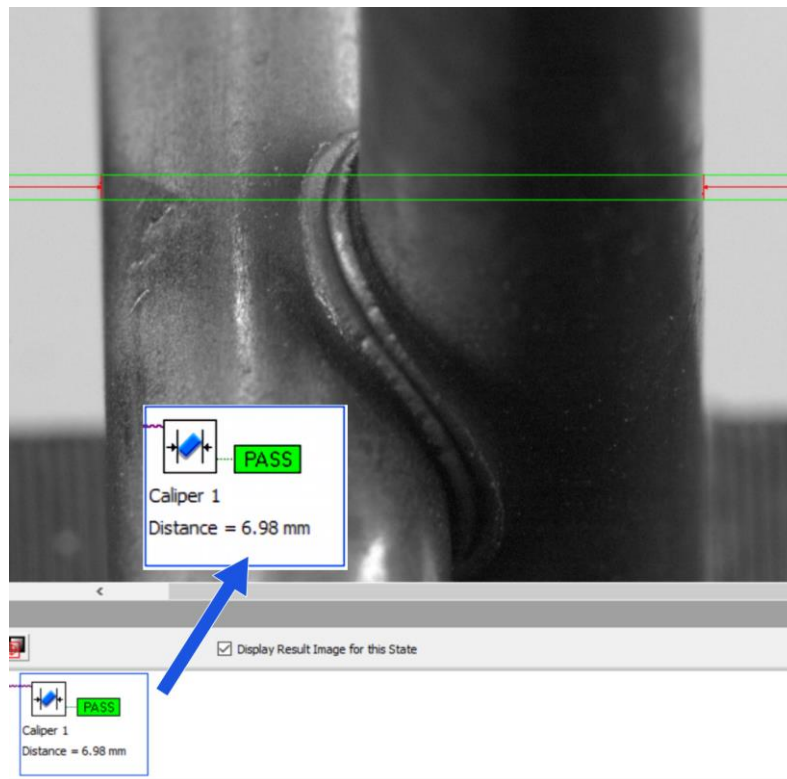 PASS
Caliper 1
Distance = 6.98 mm
Display Result Image for this State
PASS
Caliper 1
Distance = 6.98 mm